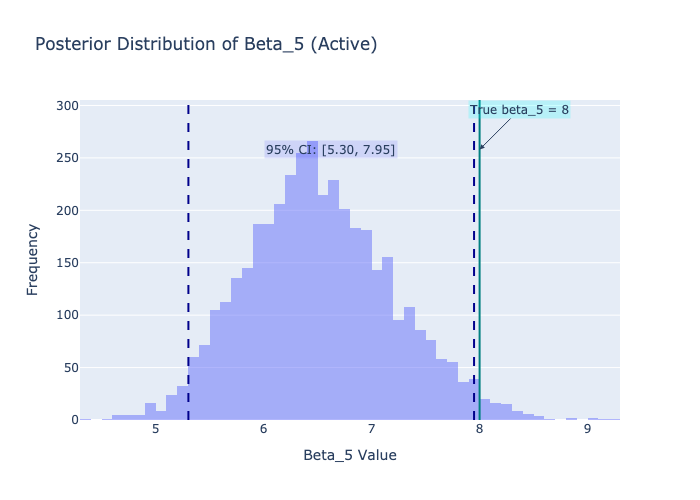 Posterior Distribution of Beta_5 (Active)
True beta_5 = 8
95% CI: [5.30, 7.95]
300
250
200
150
100
50
0
Frequency
5 6 7 8 9
Beta_5 Value